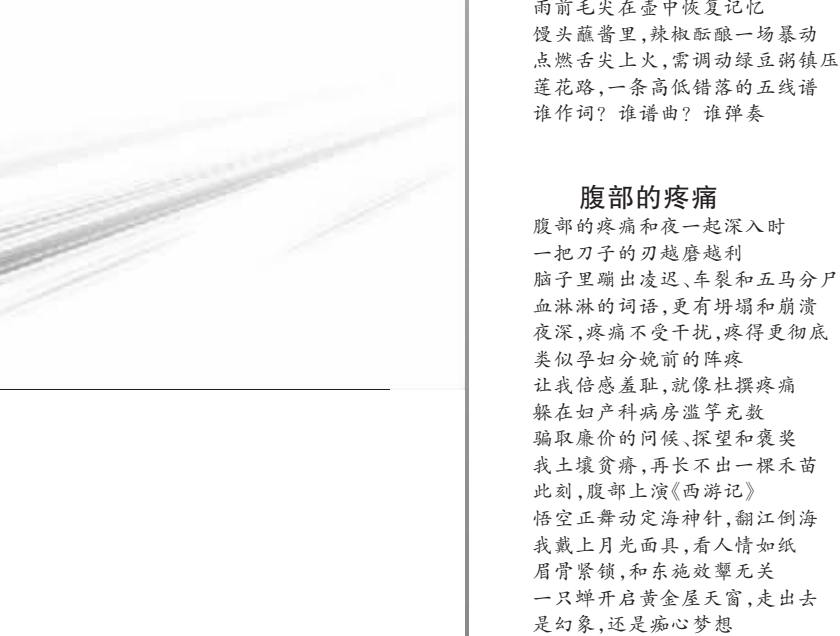 雨前毛尖在壶中恢复记忆
馒头蘸酱里,辣椒酝酿一场暴动
点燃舌尖上火,需调动绿豆粥镇压
莲花路,一条高低错落的五线谱
谁作词?谁谱曲?谁弹奏
腹部的疼痛
腹部的疼痛和夜一起深入时
一把刀子的刃越磨越利
脑子里蹦出凌迟、车裂和五马分尸
血淋淋的词语,更有坍塌和崩溃
夜深,疼痛不受干扰,疼得更彻底
类似孕妇分娩前的阵疼
让我倍感羞耻,就像杜撰疼痛
躲在妇产科病房滥竽充数
骗取廉价的问候、探望和褒奖
我土壤贫瘠,再长不出一棵禾苗
此刻,腹部上演《西游记》
悟空正舞动定海神针,翻江倒海
我戴上月光面具,看人情如纸
眉骨紧锁,和东施效颦无关
一只蝉开启黄金屋天窗,走出去
是幻象,还是痴心梦想